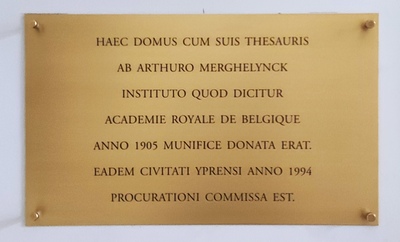 HAEC DOMUS CUM SUIS THESAURIS
AB ARTHURO MERGHELYNCK
INSTITUTO QUOD DICITUR
ACADEMIE ROYALE DE BELGIQUE
ANNO 1905 MUNIFICE DONATA ERAT.
EADEM CIVITATI YPRENSI ANNO 1994
PROCURATIONI COMMISSA EST.